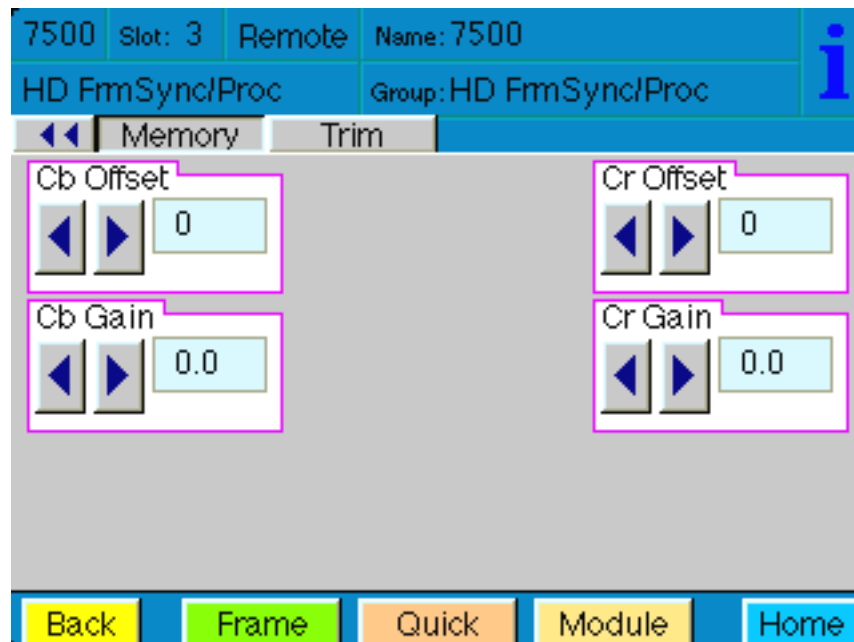 7500 Slot: 3 Remote Name: 7500
HD FrmSync/Proc Group: HD FrmSync/Proc
i
Memory Trim
Cb Offset Cr Offset
0 0
Cb Gain Cr Gain
0.0 0.0
Back Frame Quick Module Home